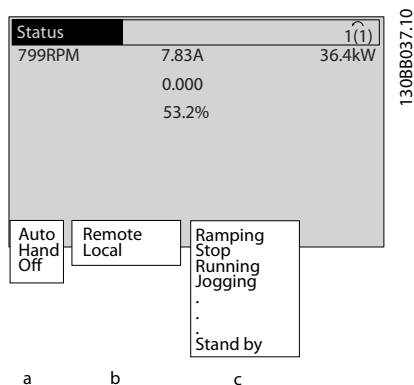 Status
1(1)
799RPM 7.83A 36.4kW
0.000
53.2%
Auto
Hand
Off
Remote
Local
Ramping
Stop
Running
Jogging
.
.
.
Stand by
a b c
130BB037.10